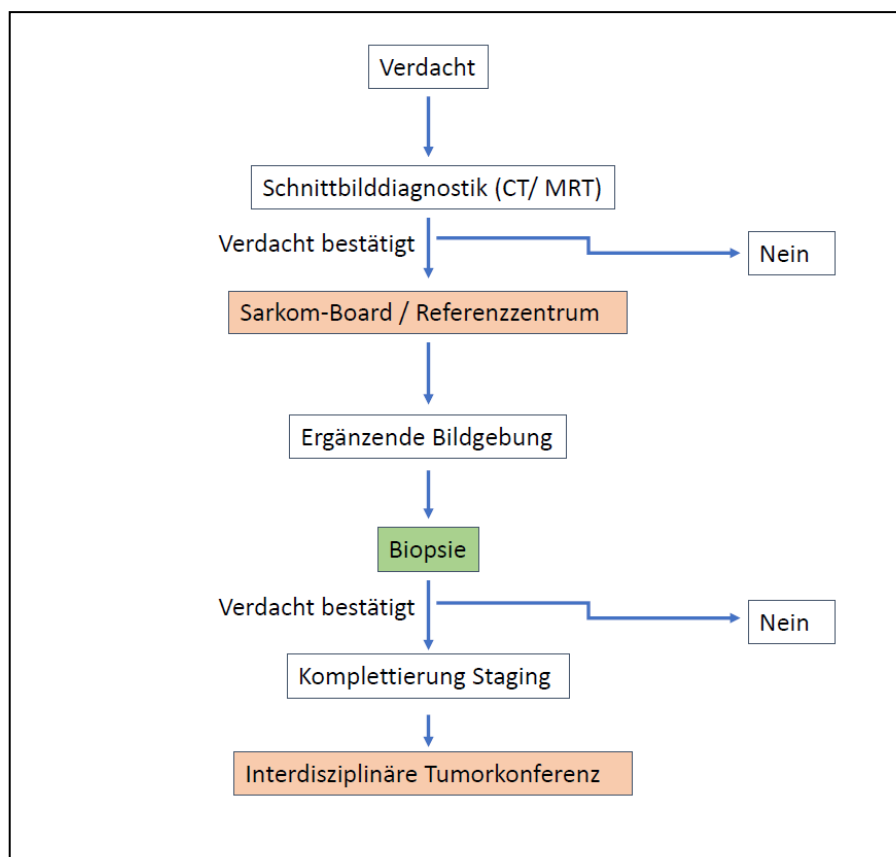 Verdacht
Schnittbilddiagnostik (CT/ MRT)
Verdacht bestätigt
Nein
Sarkom-Board / Referenzzentrum
Ergänzende Bildgebung
Biopsie
Verdacht bestätigt
Nein
Komplettierung Staging
Interdisziplinäre Tumorkonferenz